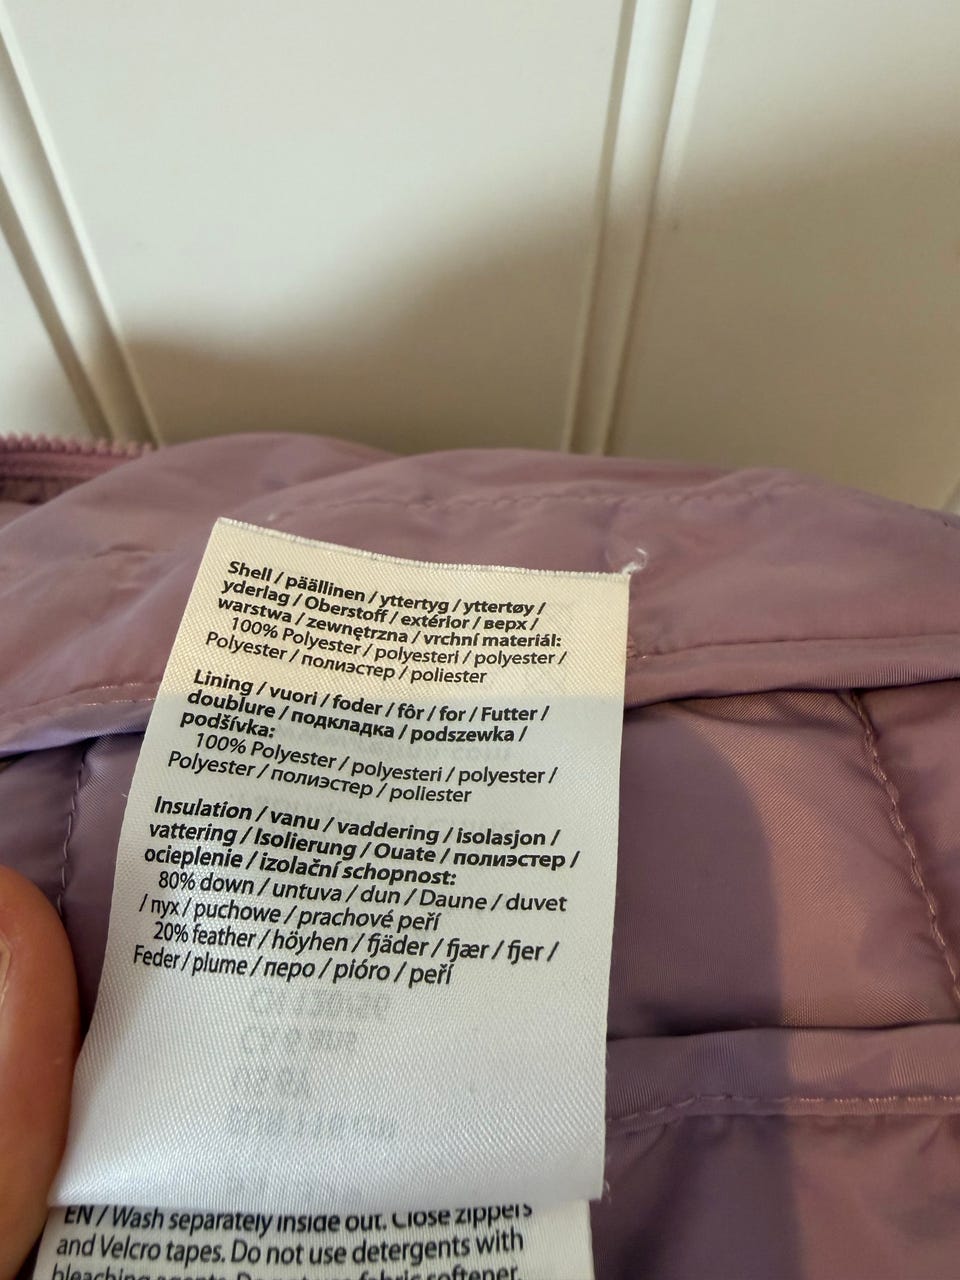 Shell / päällinen / yttertyg / yttertøy /
yderlag / Oberstoff / extérior / верх /
warstwa / zewnętrzna / vrchní materiál:
100% Polyester / polyesteri / polyester /
Polyester / полиэстер / poliester
Lining / vuori / foder / fôr / for / Futter /
doublure / подкладка / podszewka /
podšívka:
100% Polyester / polyesteri / polyester /
Polyester / полиэстер / poliester
Insulation / vanu / vaddering / isolasjon /
vattering / Isolierung / Ouate / полиэстер /
ocieplenie / izolační schopnost:
80% down / untuva / dun / Daune / duvet
/ пух / puchowe / prachové peří
20% feather / höyhen / fjäder / fjær / fjer /
Feder / plume / перо / pióro / peří
EN / Wash separately inside out. Close zippers
and Velcro tapes. Do not use detergents with
bleaching fabric softener.